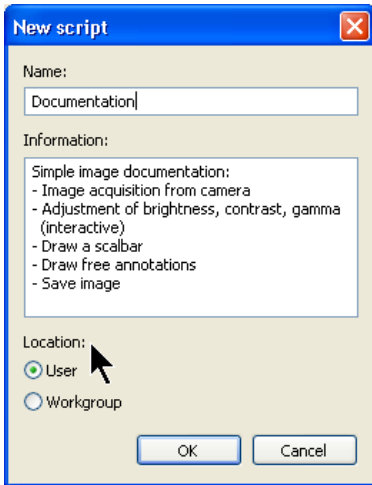 New script
Name:
Documentation
Information:
Simple image documentation:
- Image acquisition from camera
- Adjustment of brightness, contrast, gamma
(interactive)
- Draw a scalbar
- Draw free annotations
- Save image
Location:
User
Workgroup
OK
Cancel